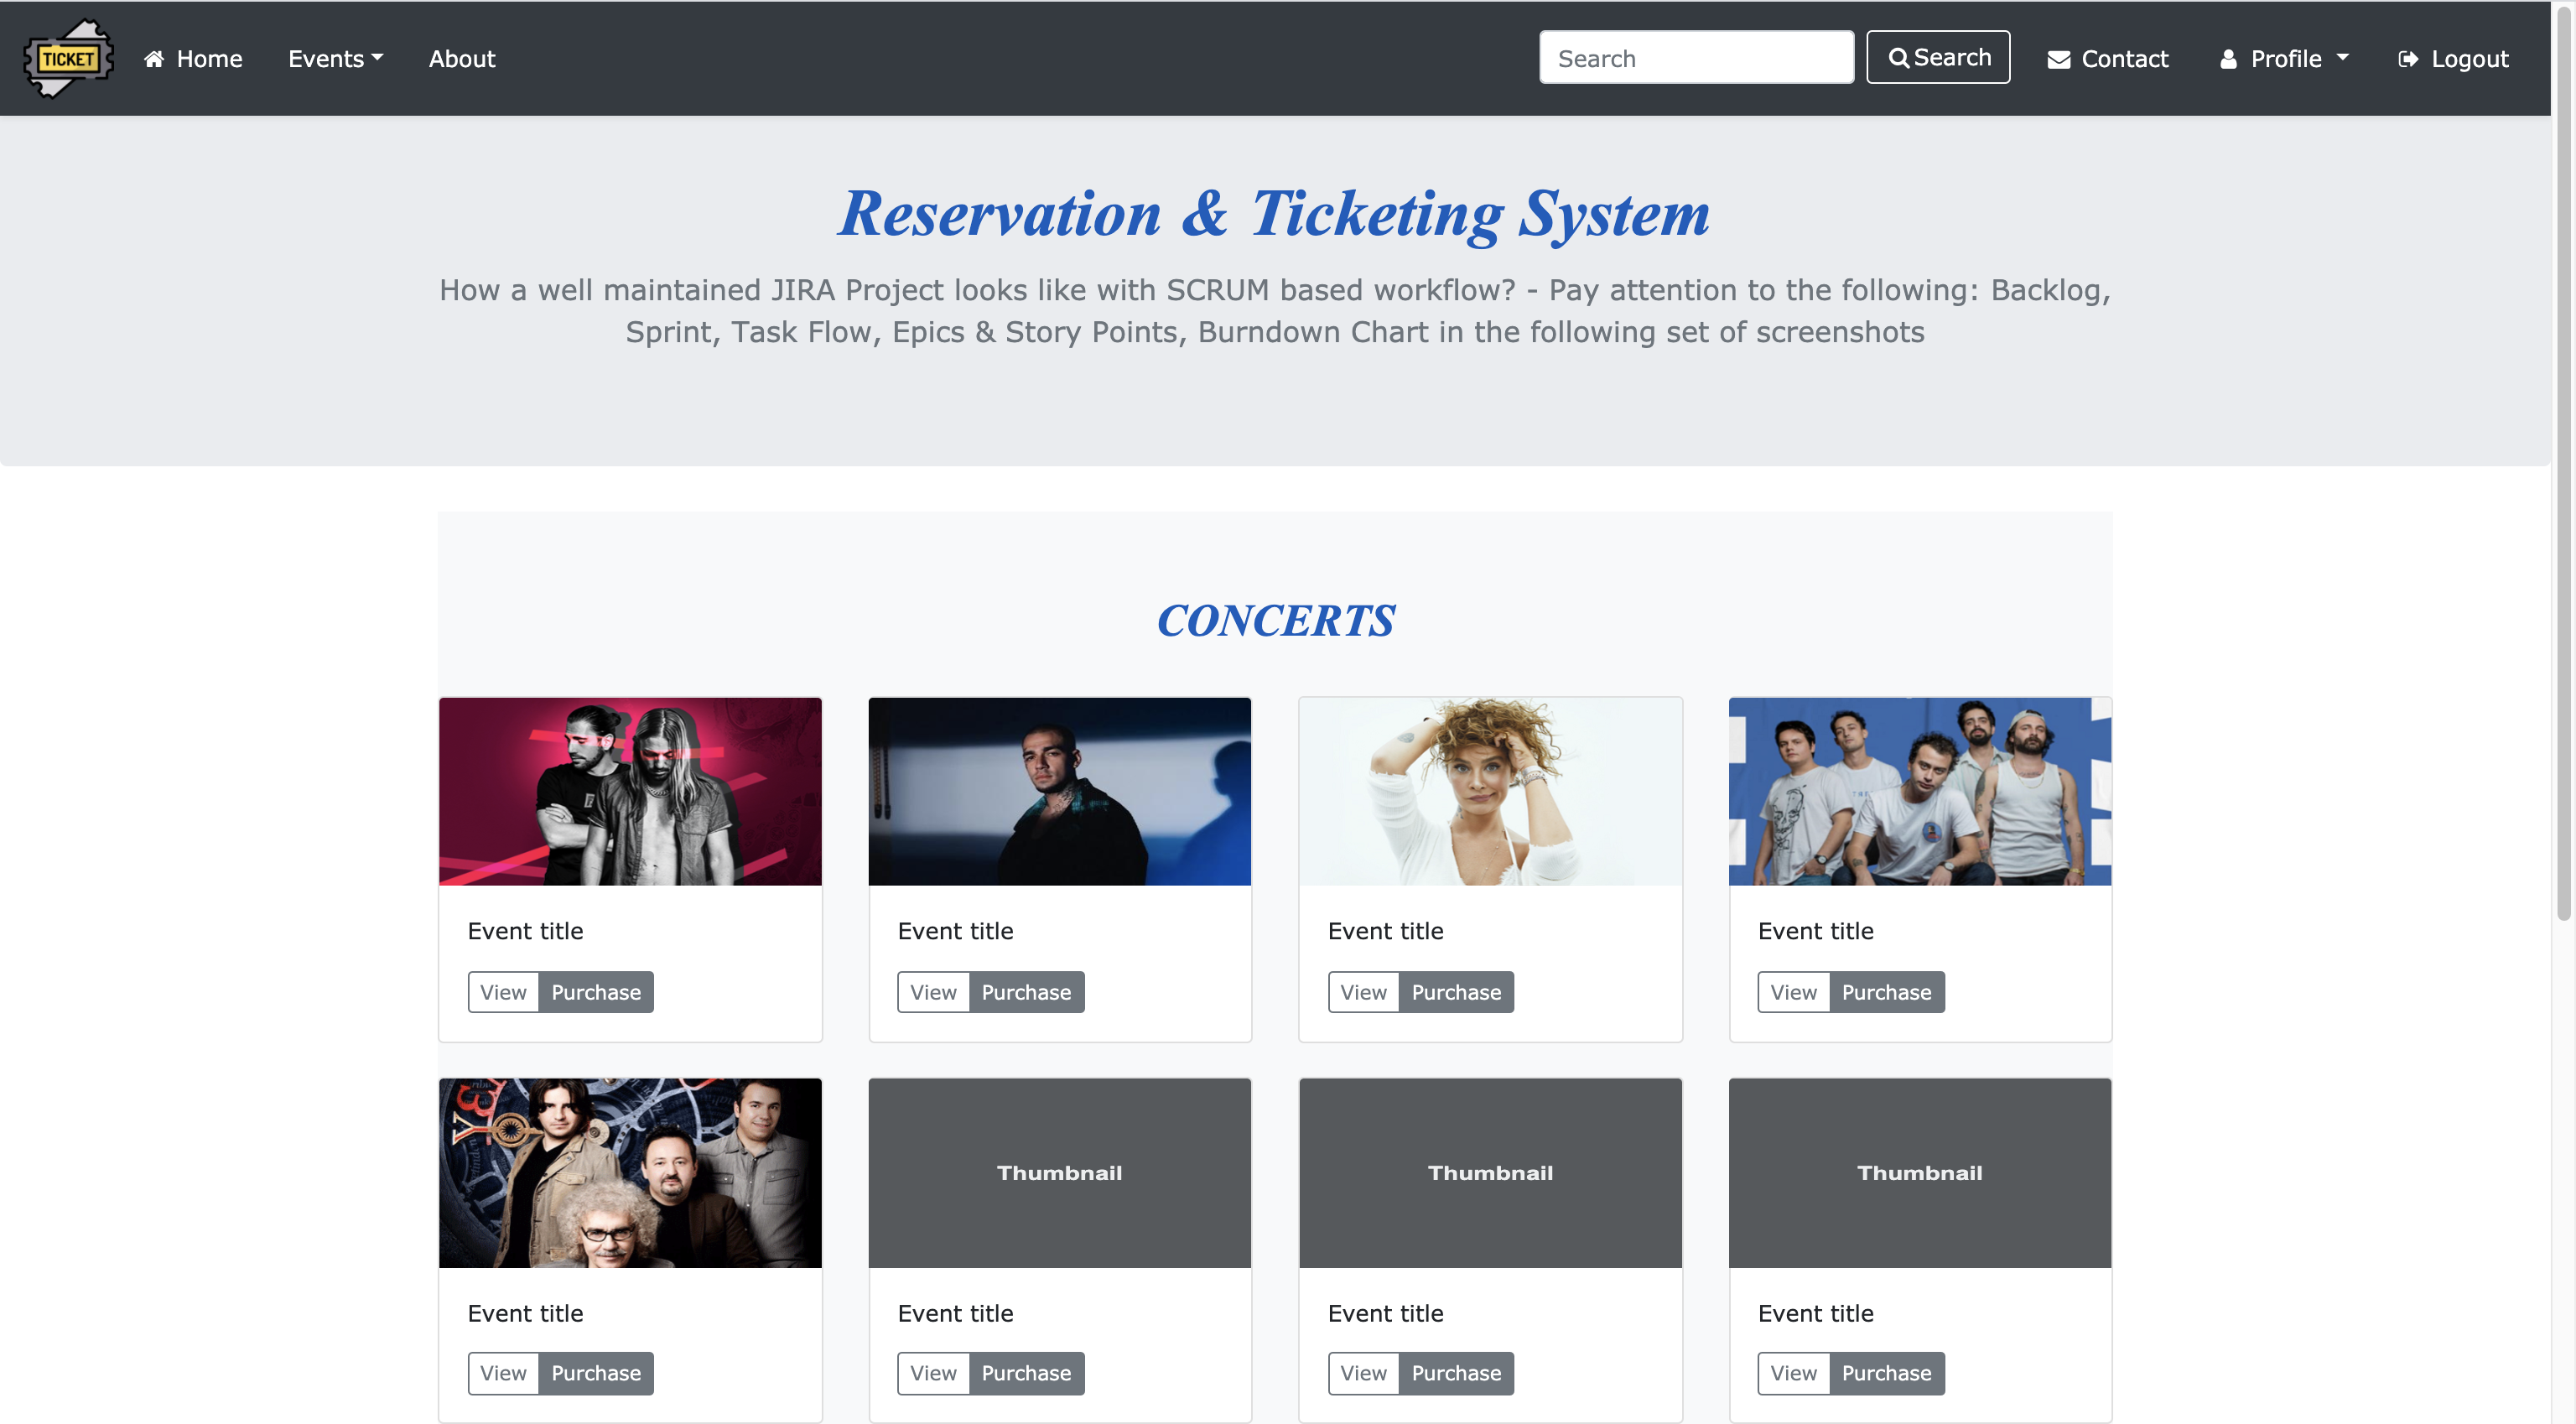 TICKET
Home Events About Search Search Contact Profile Logout
Reservation & Ticketing System
How a well maintained JIRA Project looks like with SCRUM based workflow? - Pay attention to the following: Backlog,
Sprint, Task Flow, Epics & Story Points, Burndown Chart in the following set of screenshots
CONCERTS
Event title Event title Event title Event title
View Purchase View Purchase View Purchase View Purchase
Thumbnail Thumbnail Thumbnail
Event title Event title Event title Event title
View Purchase View Purchase View Purchase View Purchase